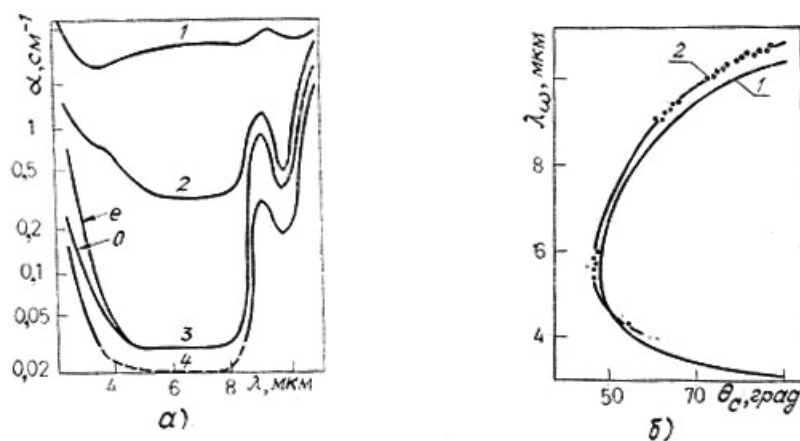 α, см⁻¹
1
0,5
0,2
0,1
0,05
0,02
1
2
e
o
3
4
4 6 8 λ, мкм
а)
λω, мкм
8
6
4
2
1
50 70 θc, град
б)